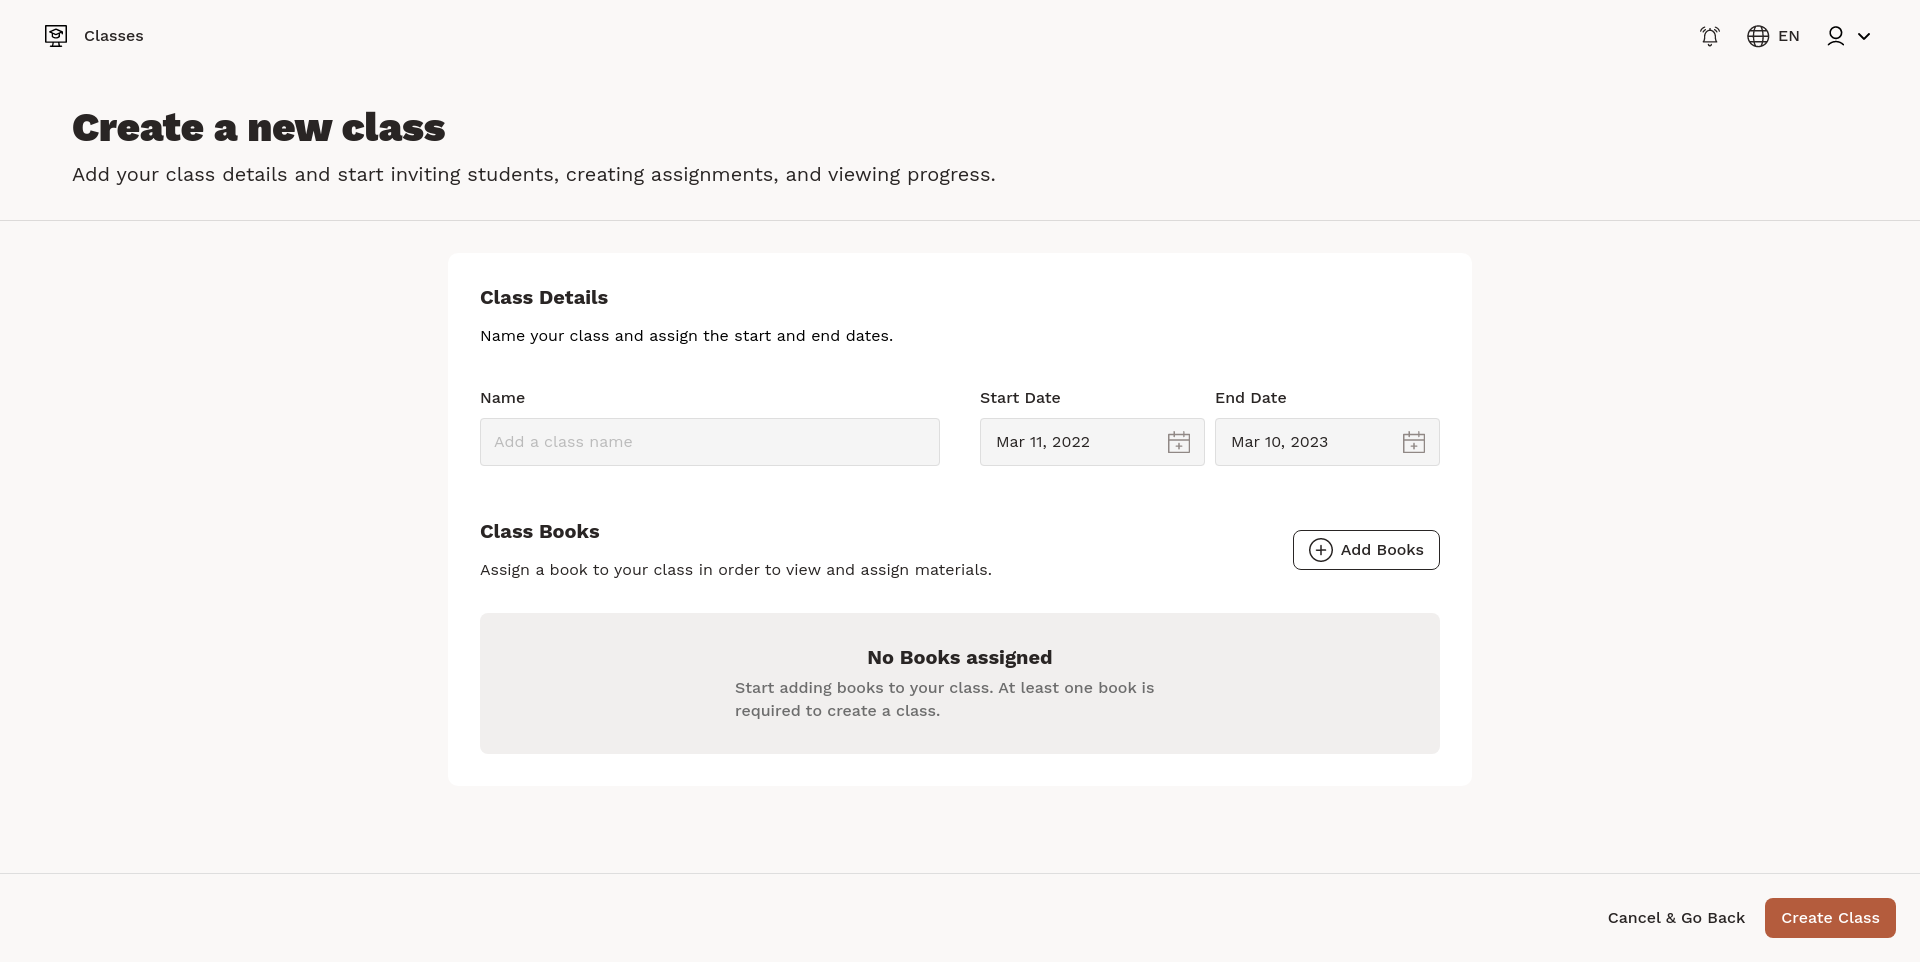 Classes
EN
Create a new class
Add your class details and start inviting students, creating assignments, and viewing progress.
Class Details
Name your class and assign the start and end dates.
Name
Start Date
End Date
Add a class name
Mar 11, 2022
Mar 10, 2023
Class Books
Add Books
Assign a book to your class in order to view and assign materials.
No Books assigned
Start adding books to your class. At least one book is
required to create a class.
Cancel & Go Back
Create Class